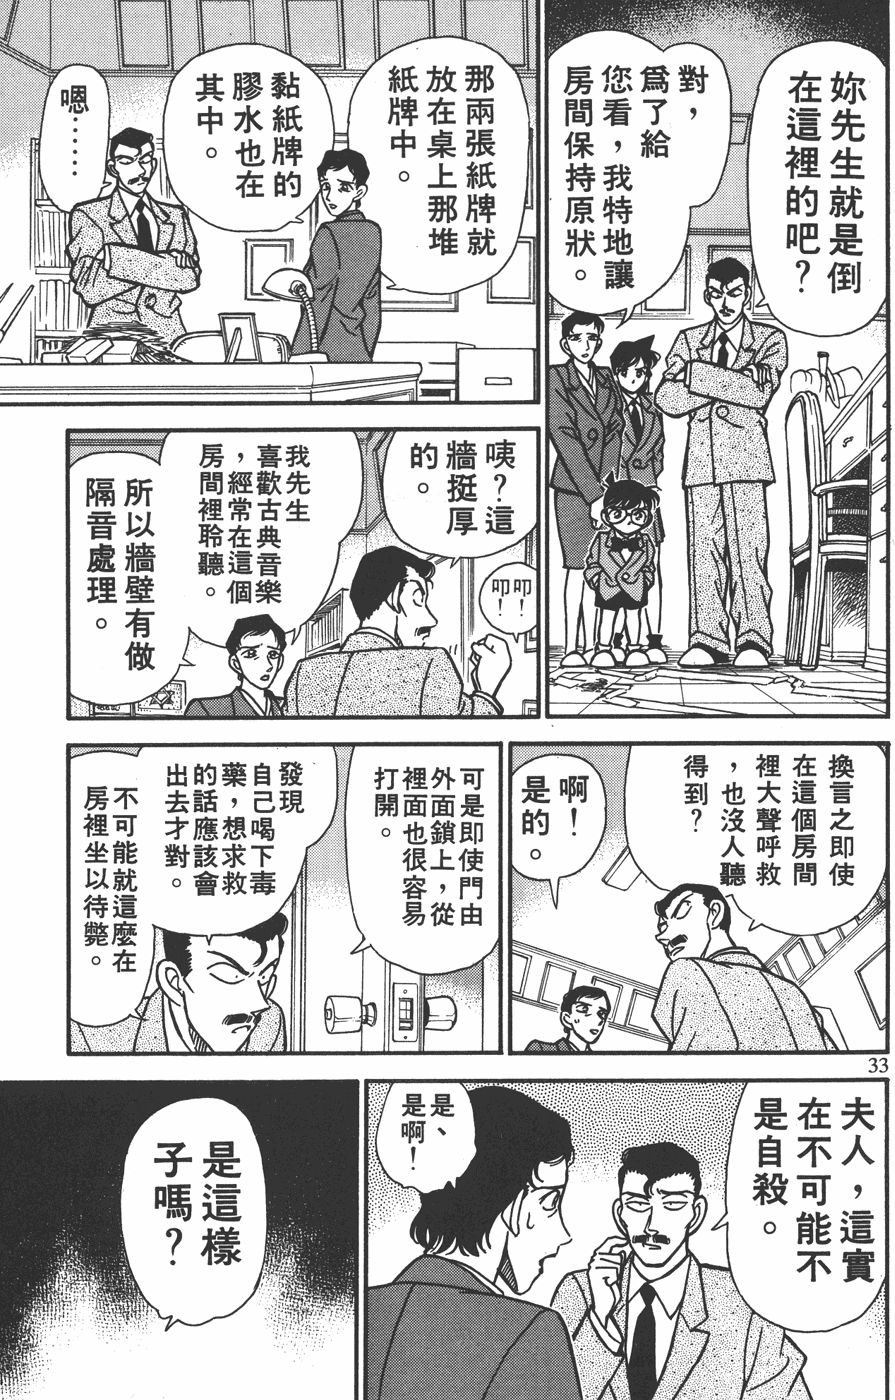 妳先生就是倒
在這裡的吧？
對，
爲了給
您看，我特地讓
房間保持原狀。
那兩張紙牌就
放在桌上那堆
紙牌中。
黏紙牌的
膠水也在
其中。
嗯……
咦？這
牆挺厚
的。
叩！
叩！
我先生
喜歡古典音樂
，經常在這個
房間裡聆聽。
所以牆壁有做
隔音處理。
換言之即使
在這個房間
裡大聲呼救
，也沒人聽
得到？
啊！
是的。
可是即使門由
外面鎖上，從
裡面也很容易
打開。
發現
自己喝下毒
藥，想求救
的話應該會
出去才對。
不可能就這麼在
房裡坐以待斃。
33
夫人，這實
在不可能不
是自殺。
是、
是啊！
是這樣
子嗎？